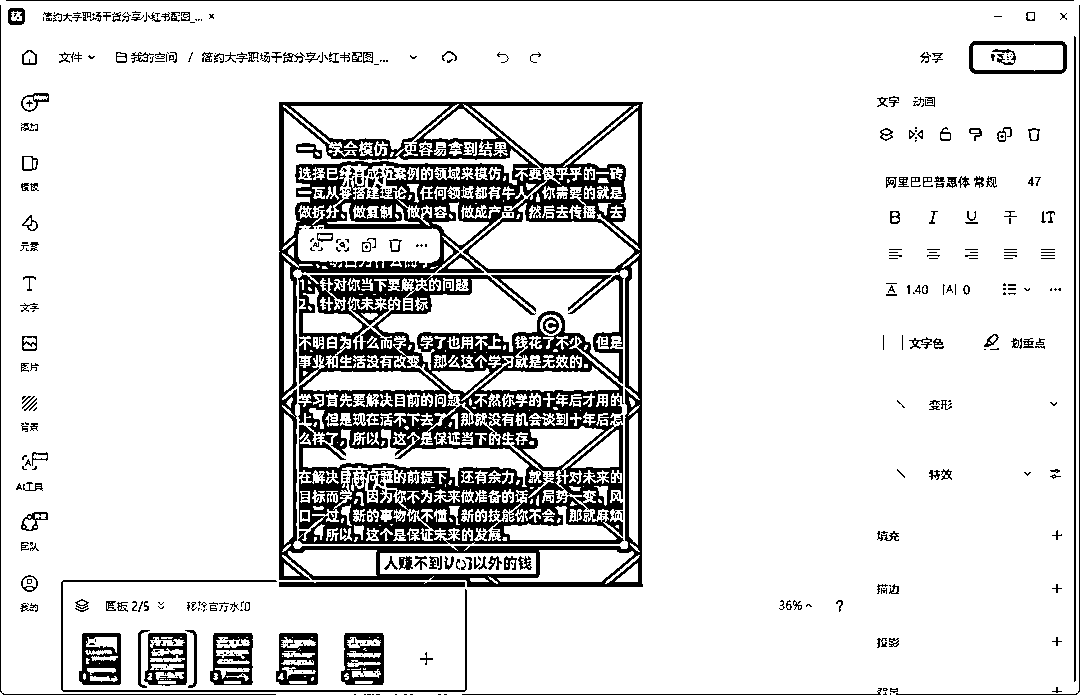 简约大字职场干货分享小红书配图_... ×
文件
我的空间 / 简约大字职场干货分享小红书配图_...
分享
下载
添加
模板
元素
文字
图片
背景
AI工具
团队
我的
一、学会模仿，更容易拿到结果
选择已经有成功案例的领域来模仿，不要傻乎乎的一砖
一瓦从零搭建理论，任何领域都有牛人，你需要的就是
做拆分、做复制、做内容、做成产品，然后去传播、去
二、明白为什么而学
1、针对你当下要解决的问题
2、针对你未来的目标
不明白为什么而学，学了也用不上，钱花了不少，但是
事业和生活没有改变，那么这个学习就是无效的。
学习首先要解决目前的问题，不然你学的十年后才用的
上，但是现在活不下去了，那就没有机会谈到十年后怎
么样了，所以，这个是保证当下的生存。
在解决目前问题的前提下，还有余力，就要针对未来的
目标而学，因为你不为未来做准备的话，局势一变、风
口一过，新的事物你不懂、新的技能你不会，那就麻烦
了，所以，这个是保证未来的发展。
人赚不到认知以外的钱
画板 2/5
移除官方水印
1
2
3
4
5
36%
?
文字 动画
阿里巴巴普惠体 常规 47
B I U T IT
A 1.40 |A| 0
文字色
划重点
变形
特效
填充
描边
投影